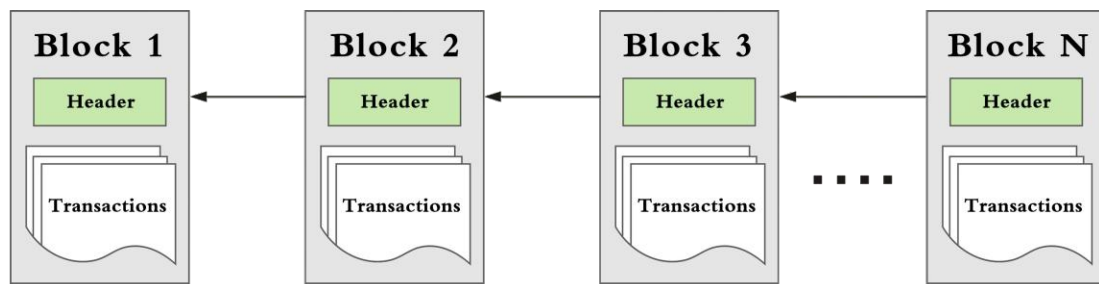 Block 1
Block 2
Block 3
Block N
Header
Header
Header
Header
Transactions
Transactions
Transactions
Transactions